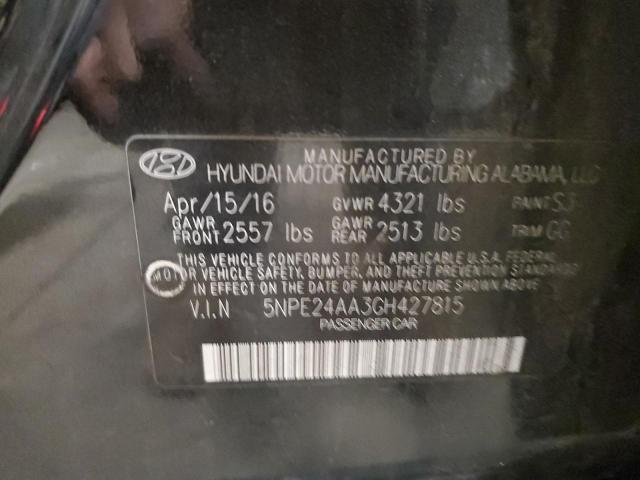 MANUFACTURED BY
HYUNDAI MOTOR MANUFACTURING ALABAMA, LLC
Apr/15/16 GVWR 4321 lbs PAINT S3
GAWR FRONT 2557 lbs GAWR REAR 2513 lbs TRIM GG
THIS VEHICLE CONFORMS TO ALL APPLICABLE U.S.A. FEDERAL
MOTOR VEHICLE SAFETY, BUMPER, AND THEFT PREVENTION STANDARDS
IN EFFECT ON THE DATE OF MANUFACTURE SHOWN ABOVE.
V.I.N 5NPE24AA3GH427815
PASSENGER CAR